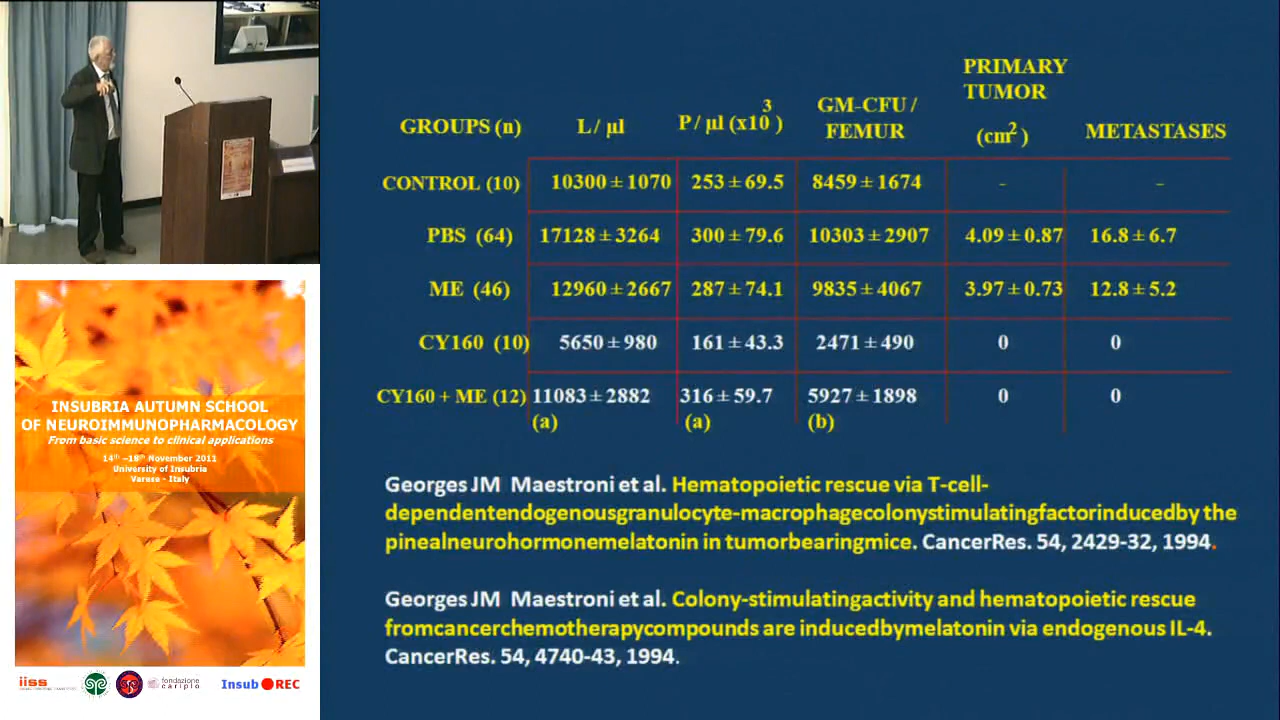 GROUPS (n) L / µl P / µl (x10³) GM-CFU / FEMUR PRIMARY TUMOR (cm²) METASTASES
CONTROL (10) 10300 ± 1070 253 ± 69.5 8459 ± 1674 - -
PBS (64) 17128 ± 3264 300 ± 79.6 10303 ± 2907 4.09 ± 0.87 16.8 ± 6.7
ME (46) 12960 ± 2667 287 ± 74.1 9835 ± 4067 3.97 ± 0.73 12.8 ± 5.2
CY160 (10) 5650 ± 980 161 ± 43.3 2471 ± 490 0 0
CY160 + ME (12) 11083 ± 2882 316 ± 59.7 5927 ± 1898 0 0
(a) (a) (b)
Georges JM Maestroni et al. Hematopoietic rescue via T-cell-
dependentendogenousgranulocyte-macrophagecolonystimulatingfactorinducedby the
pinealneurohormonemelatonin in tumorbearingmice. CancerRes. 54, 2429-32, 1994.
Georges JM Maestroni et al. Colony-stimulatingactivity and hematopoietic rescue
fromcancerchemotherapycompounds are inducedbymelatonin via endogenous IL-4.
CancerRes. 54, 4740-43, 1994.
INSUBRIA AUTUMN SCHOOL
OF NEUROIMMUNOPHARMACOLOGY
From basic science to clinical applications
14th –18th November 2011
University of Insubria
Varese - Italy
iiss
fondazione
cariplo
InsubREC